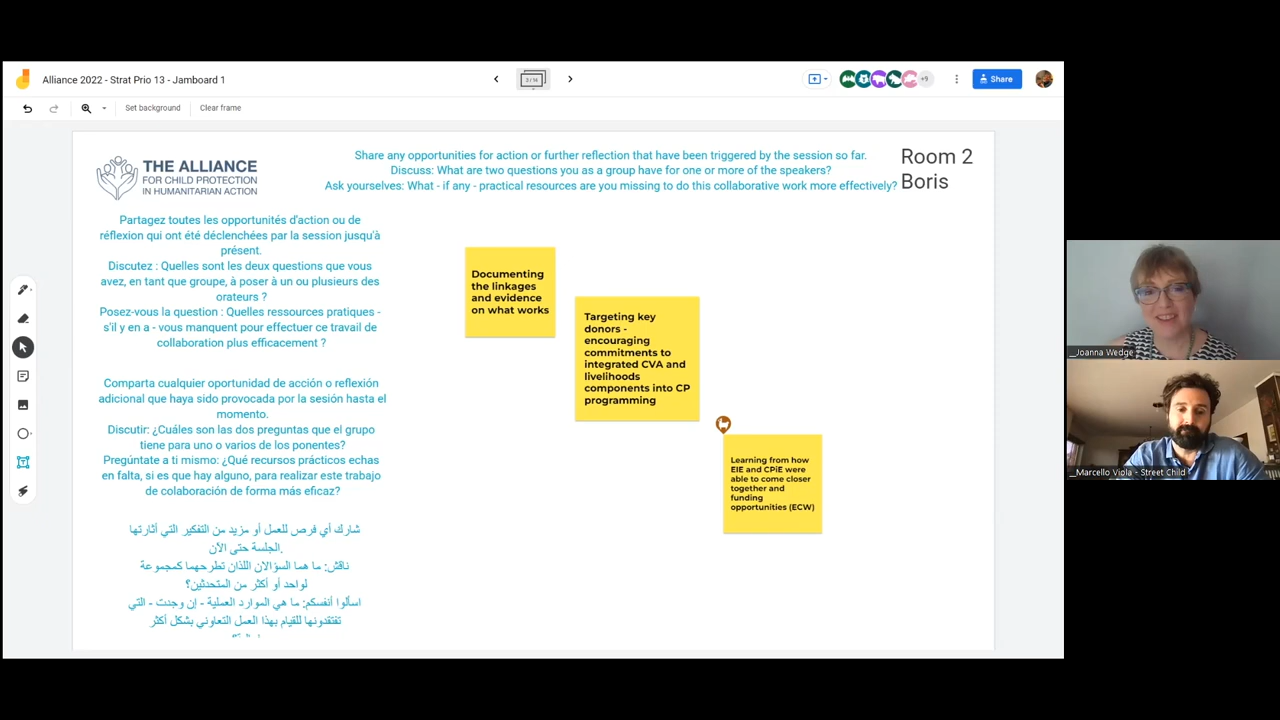 Alliance 2022 - Strat Prio 13 - Jamboard 1
3 / 14
+9
Share
Set background
Clear frame
THE ALLIANCE
FOR CHILD PROTECTION
IN HUMANITARIAN ACTION
Share any opportunities for action or further reflection that have been triggered by the session so far.
Discuss: What are two questions you as a group have for one or more of the speakers?
Ask yourselves: What - if any - practical resources are you missing to do this collaborative work more effectively?
Room 2
Boris
Partagez toutes les opportunités d'action ou de
réflexion qui ont été déclenchées par la session jusqu'à
présent.
Discutez : Quelles sont les deux questions que vous
avez, en tant que groupe, à poser à un ou plusieurs des
orateurs ?
Posez-vous la question : Quelles ressources pratiques -
s'il y en a - vous manquent pour effectuer ce travail de
collaboration plus efficacement ?
Comparta cualquier oportunidad de acción o reflexión
adicional que haya sido provocada por la sesión hasta el
momento.
Discutir: ¿Cuáles son las dos preguntas que el grupo
tiene para uno o varios de los ponentes?
Pregúntate a ti mismo: ¿Qué recursos prácticos echas
en falta, si es que hay alguno, para realizar este trabajo
de colaboración de forma más eficaz?
شارك أي فرص للعمل أو مزيد من التفكير التي أثارتها
الجلسة حتى الآن.
ناقش: ما هما السؤالان اللذان تطرحهما كمجموعة
لواحد أو أكثر من المتحدثين؟
اسألوا أنفسكم: ما هي الموارد العملية - إن وجدت - التي
تفتقدونها للقيام بهذا العمل التعاوني بشكل أكثر
Documenting
the linkages
and evidence
on what works
Targeting key
donors -
encouraging
commitments to
integrated CVA and
livelihoods
components into CP
programming
Learning from how
EIE and CPiE were
able to come closer
together and
funding
opportunities (ECW)
__Joanna Wedge
__Marcello Viola - Street Child